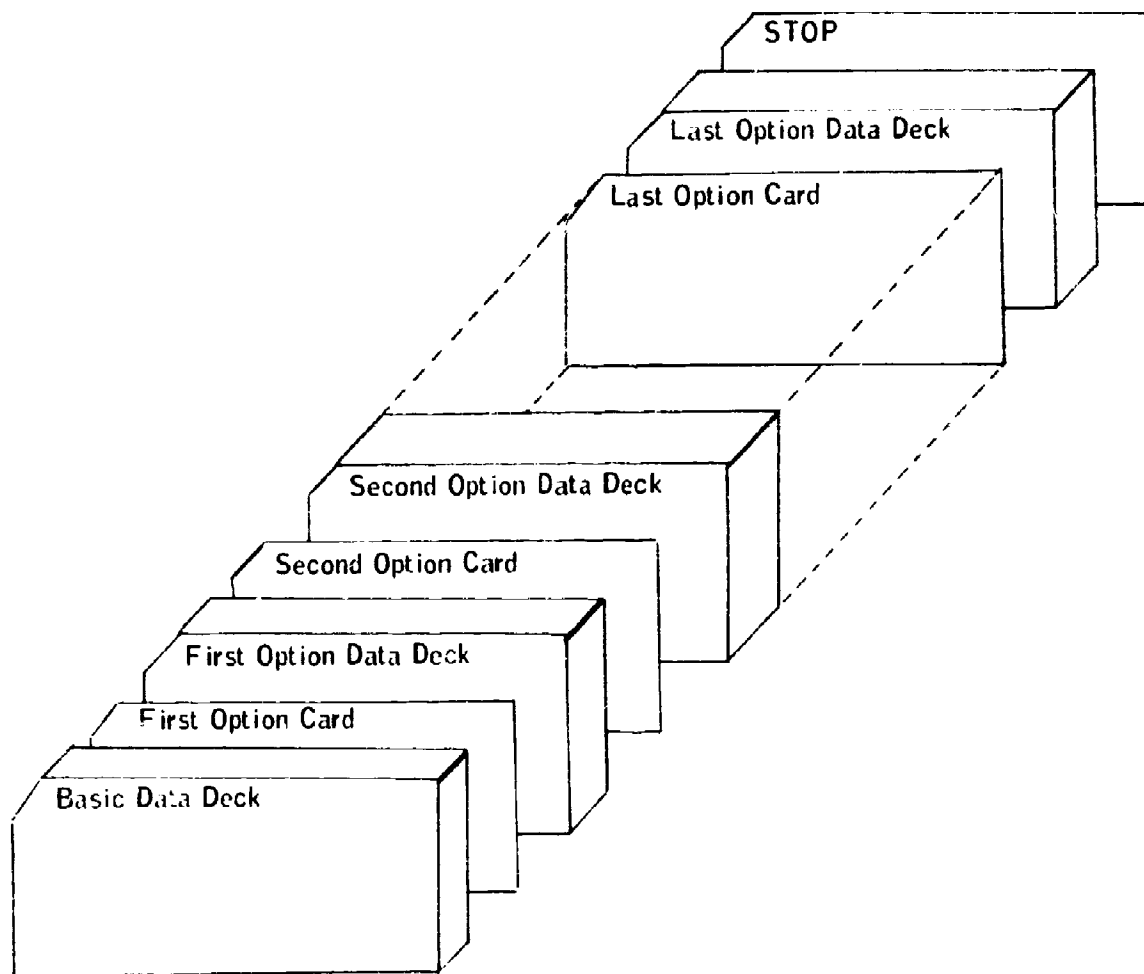 STOP
Last Option Data Deck
Last Option Card
Second Option Data Deck
Second Option Card
First Option Data Deck
First Option Card
Basic Data Deck